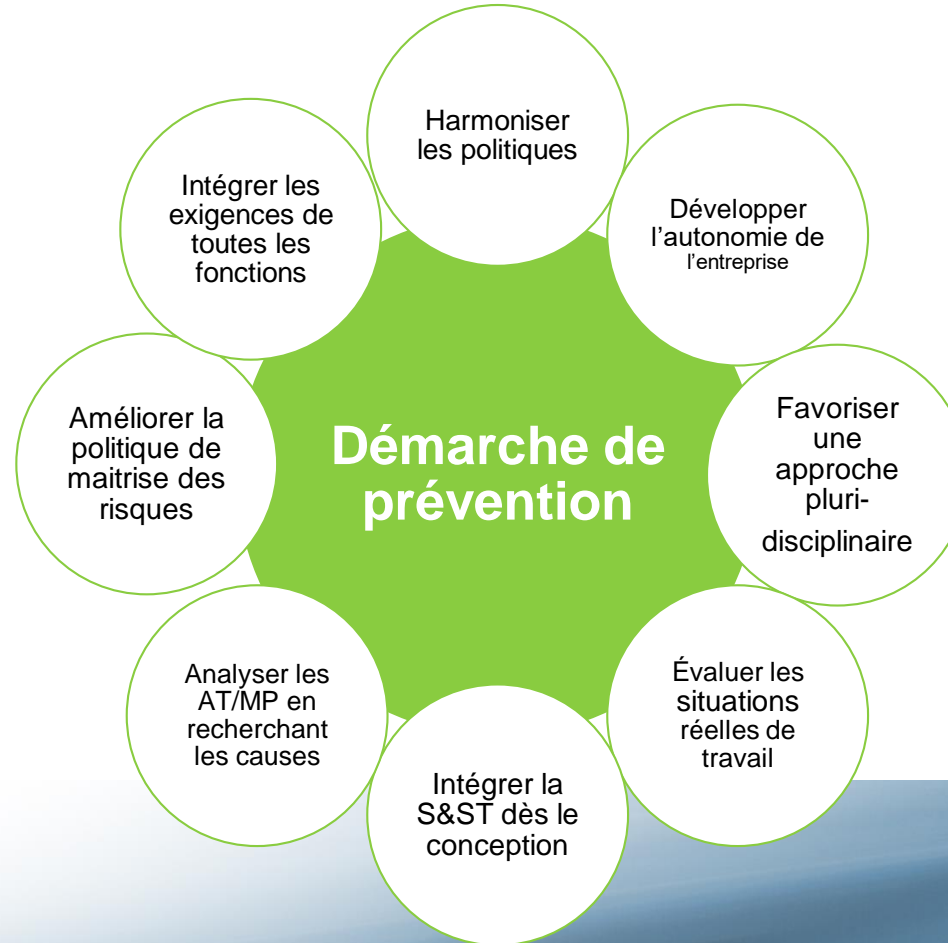 Harmoniser
les politiques
Développer
l’autonomie de
l’entreprise
Favoriser
une
approche
pluri-
disciplinaire
Évaluer les
situations
réelles de
travail
Intégrer la
S&ST dès le
conception
Analyser les
AT/MP en
recherchant
les causes
Améliorer la
politique de
maitrise des
risques
Intégrer les
exigences de
toutes les
fonctions
Démarche de
prévention